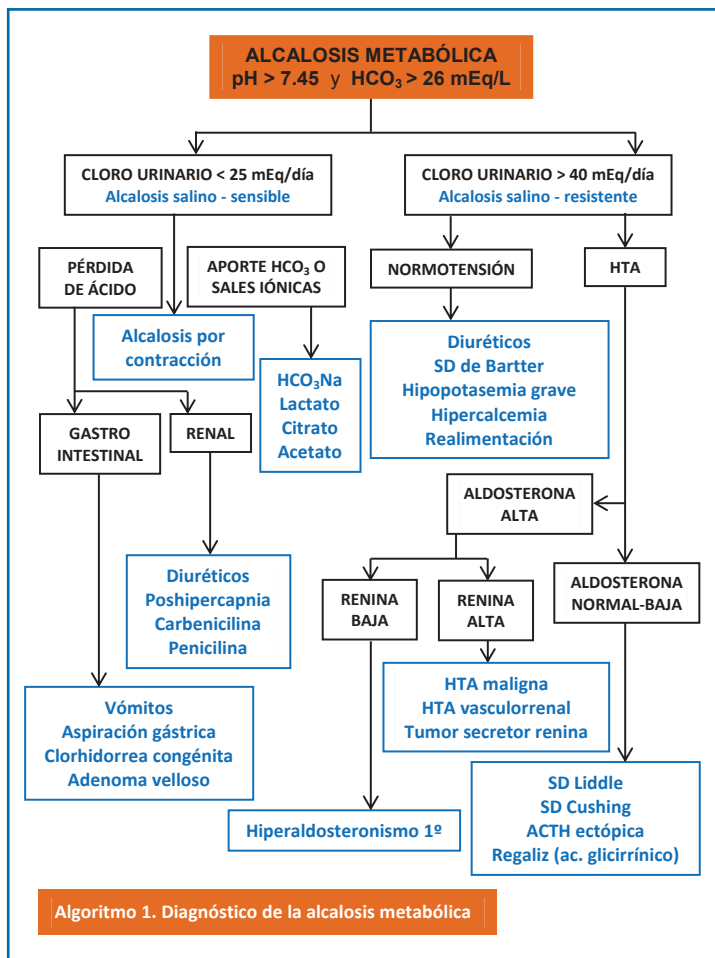 ALCALOSIS METABÓLICA
pH > 7.45 y HCO₃ > 26 mEq/L
CLORO URINARIO < 25 mEq/día
Alcalosis salino - sensible
CLORO URINARIO > 40 mEq/día
Alcalosis salino - resistente
PÉRDIDA
DE ÁCIDO
APORTE HCO₃ O
SALES IÓNICAS
NORMOTENSIÓN
HTA
Alcalosis por
contracción
Diuréticos
SD de Bartter
Hipopotasemia grave
Hipercalcemia
Realimentación
HCO₃Na
Lactato
Citrato
Acetato
GASTRO
INTESTINAL
RENAL
ALDOSTERONA
ALTA
Diuréticos
Poshipercapnia
Carbenicilina
Penicilina
RENINA
BAJA
RENINA
ALTA
ALDOSTERONA
NORMAL-BAJA
HTA maligna
HTA vasculorrenal
Tumor secretor renina
Vómitos
Aspiración gástrica
Clorhidorrea congénita
Adenoma velloso
Hiperaldosteronismo 1º
SD Liddle
SD Cushing
ACTH ectópica
Regaliz (ac. glicirrínico)
Algoritmo 1. Diagnóstico de la alcalosis metabólica